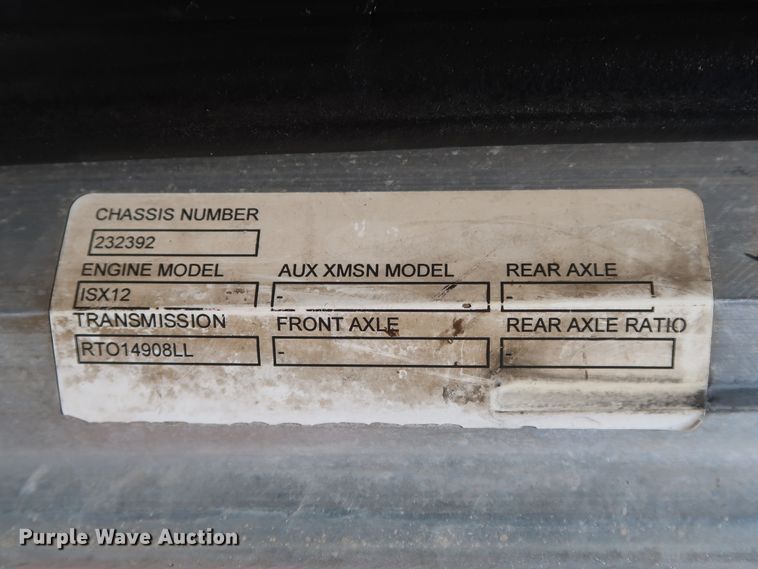 CHASSIS NUMBER
232392
ENGINE MODEL AUX XMSN MODEL REAR AXLE
ISX12 - -
TRANSMISSION FRONT AXLE REAR AXLE RATIO
RTO14908LL - -
Purple Wave Auction